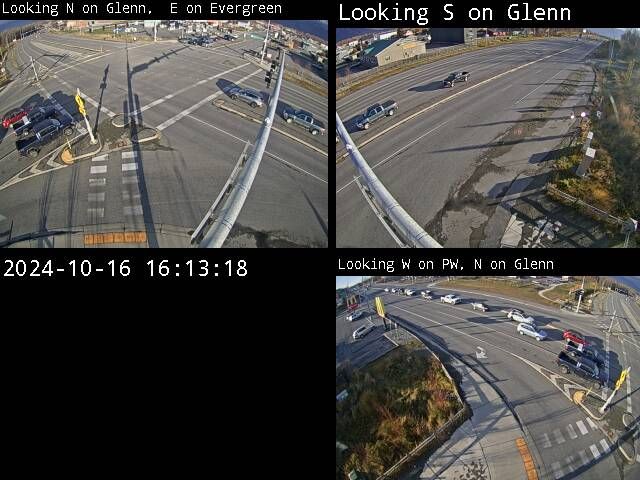 Looking N on Glenn,  E on Evergreen
Looking S on Glenn
2024-10-16 16:13:18
Looking W on PW, N on Glenn